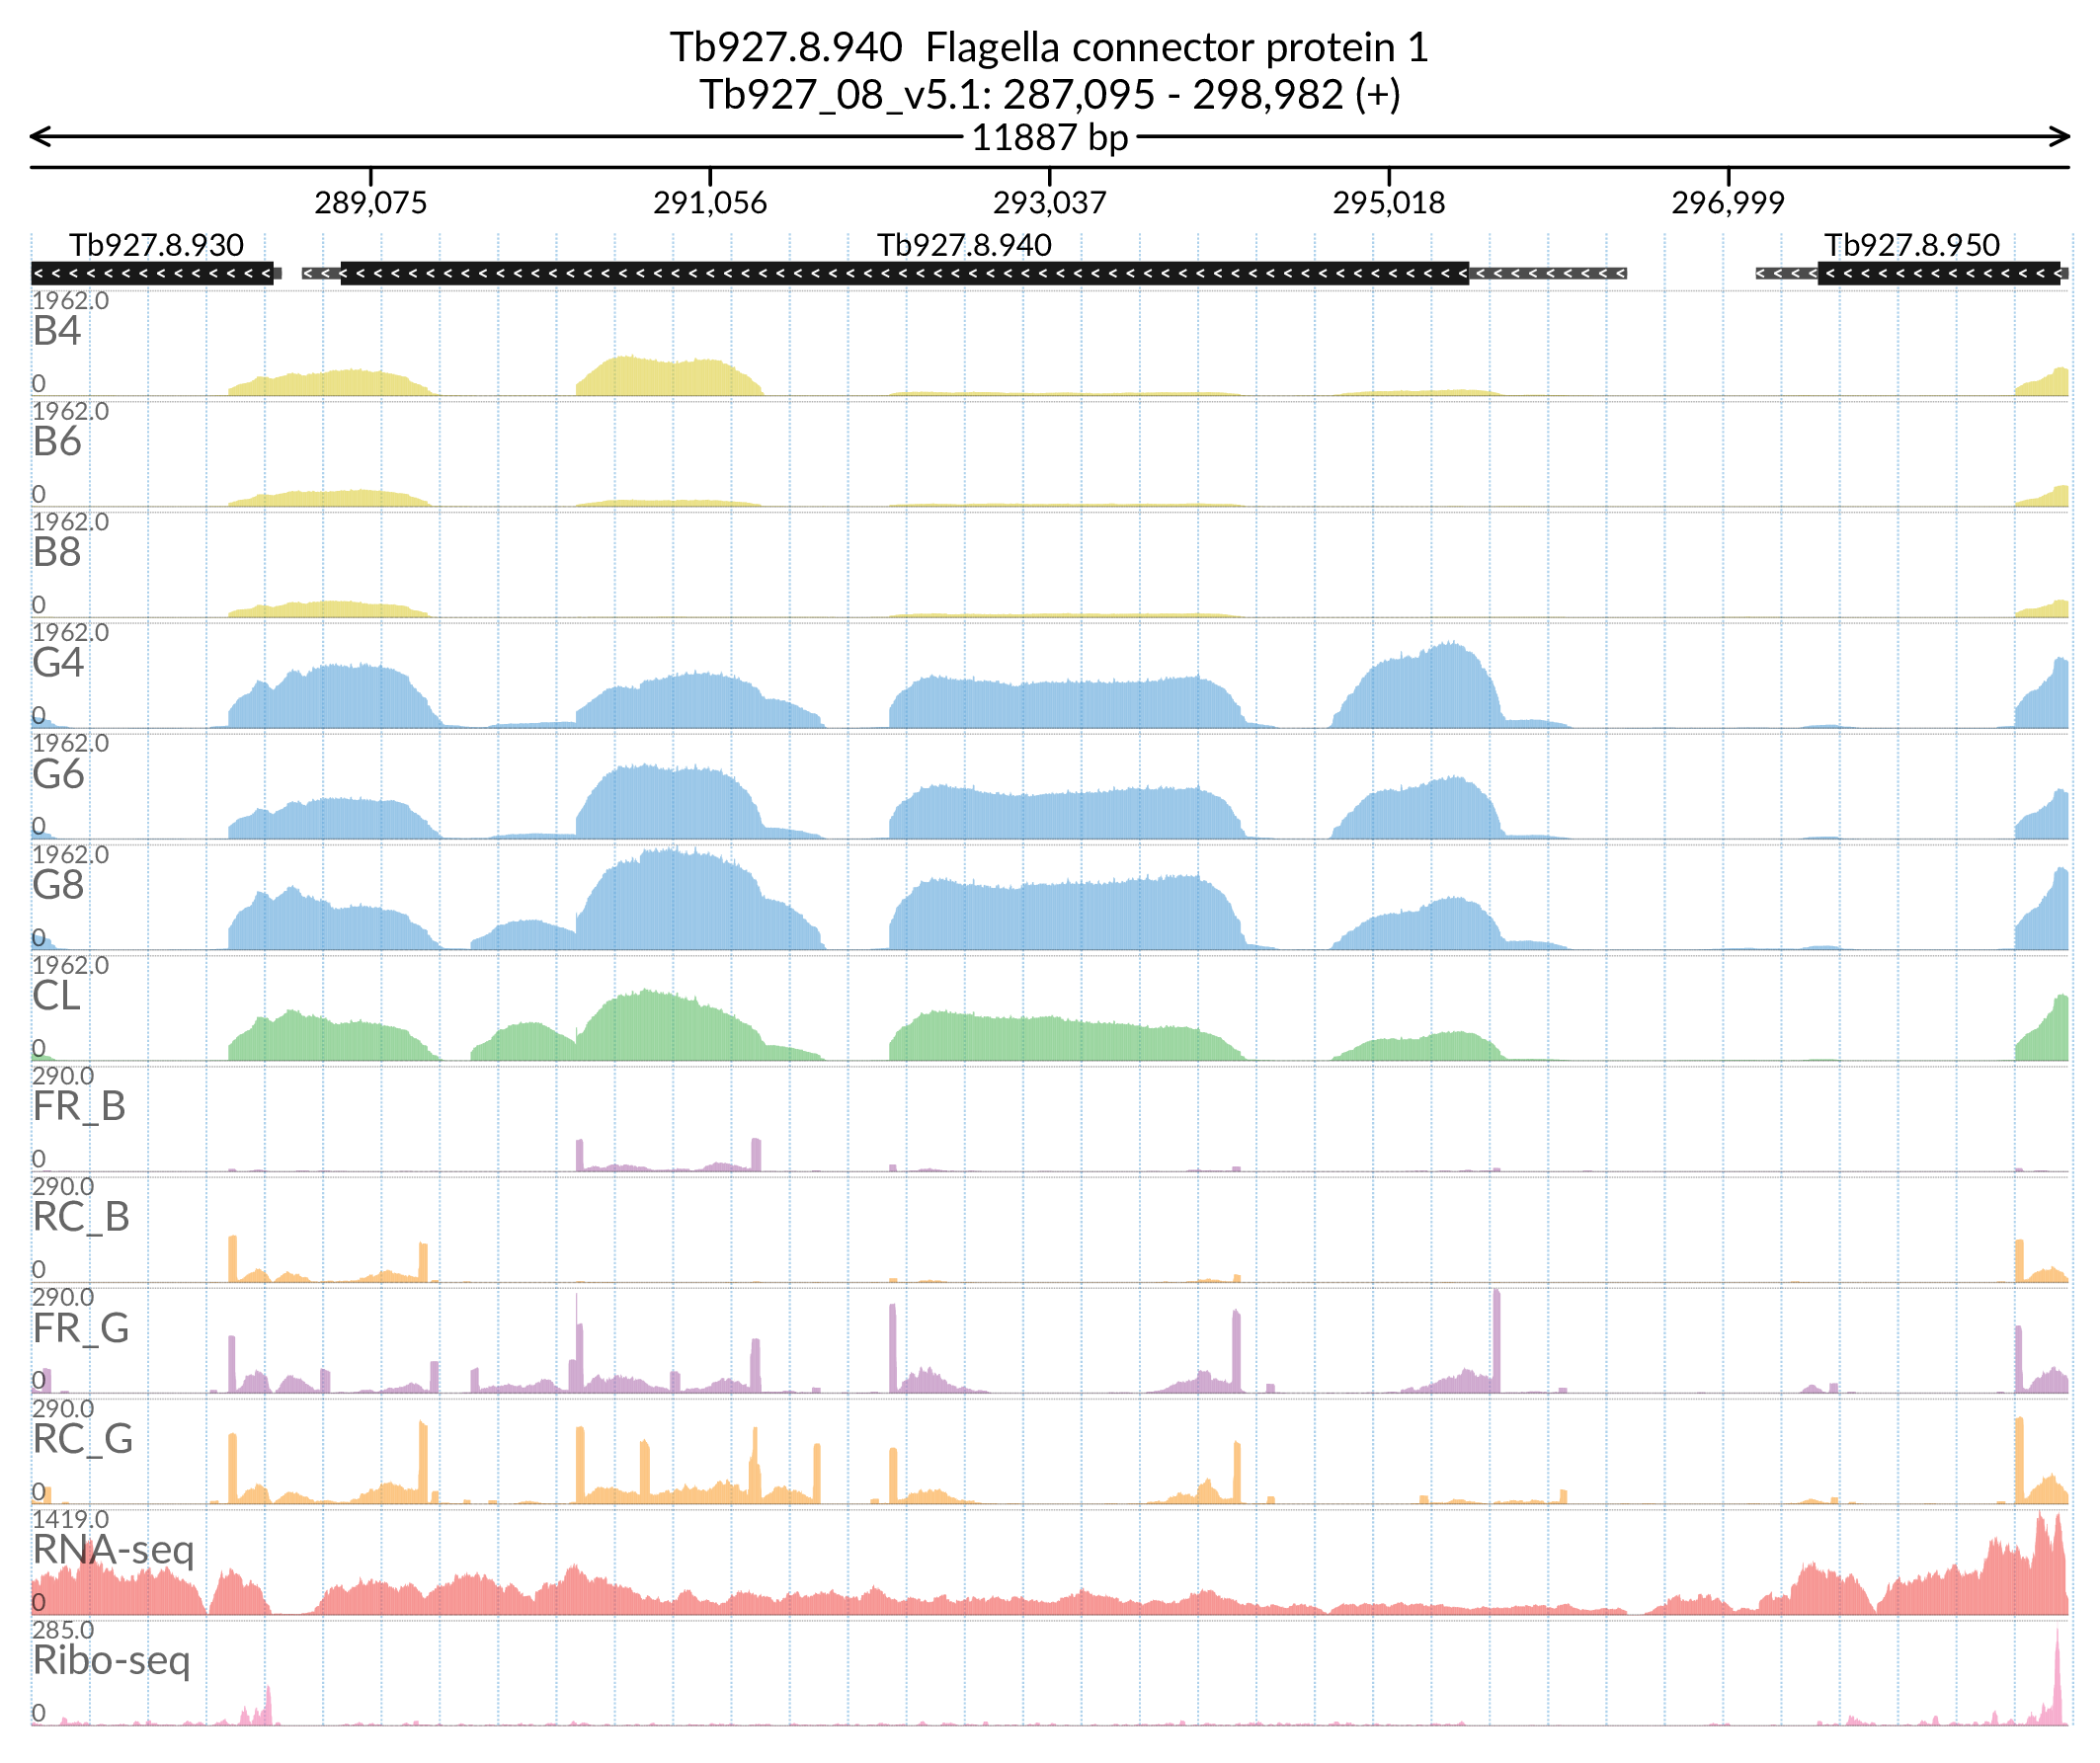 Tb927.8.940 Flagella connector protein 1
Tb927_08_v5.1: 287,095 - 298,982 (+)
11887 bp
289,075 291,056 293,037 295,018 296,999
Tb927.8.930 Tb927.8.940 Tb927.8.950
1962.0
B4
0
1962.0
B6
0
1962.0
B8
0
1962.0
G4
0
1962.0
G6
0
1962.0
G8
0
1962.0
CL
0
290.0
FR_B
0
290.0
RC_B
0
290.0
FR_G
0
290.0
RC_G
0
1419.0
RNA-seq
0
285.0
Ribo-seq
0